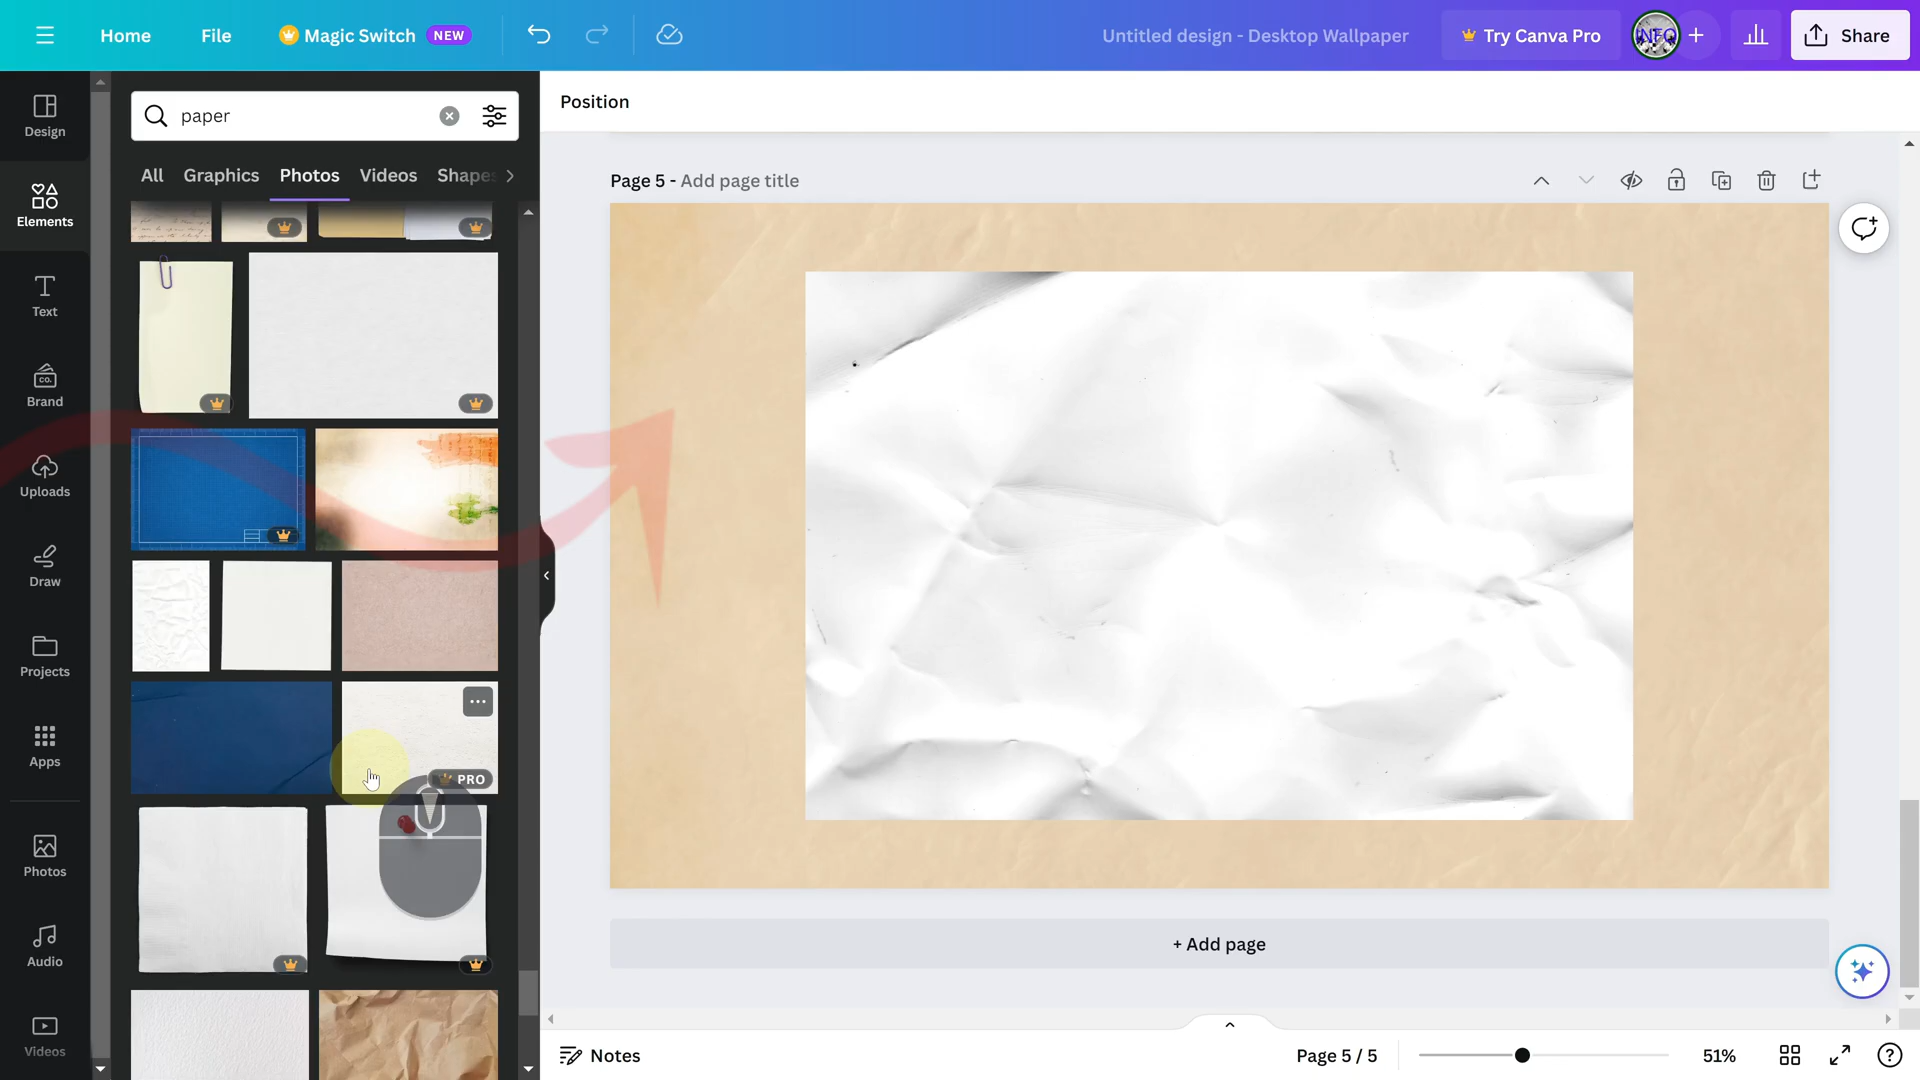 Home
File
Magic Switch NEW
Untitled design - Desktop Wallpaper
Try Canva Pro
Share
Design
Elements
Text
CO.
Brand
Uploads
Draw
Projects
Apps
Photos
Audio
Videos
paper
All Graphics Photos Videos Shapes
PRO
Position
Page 5 - Add page title
+ Add page
Notes
Page 5 / 5
51%